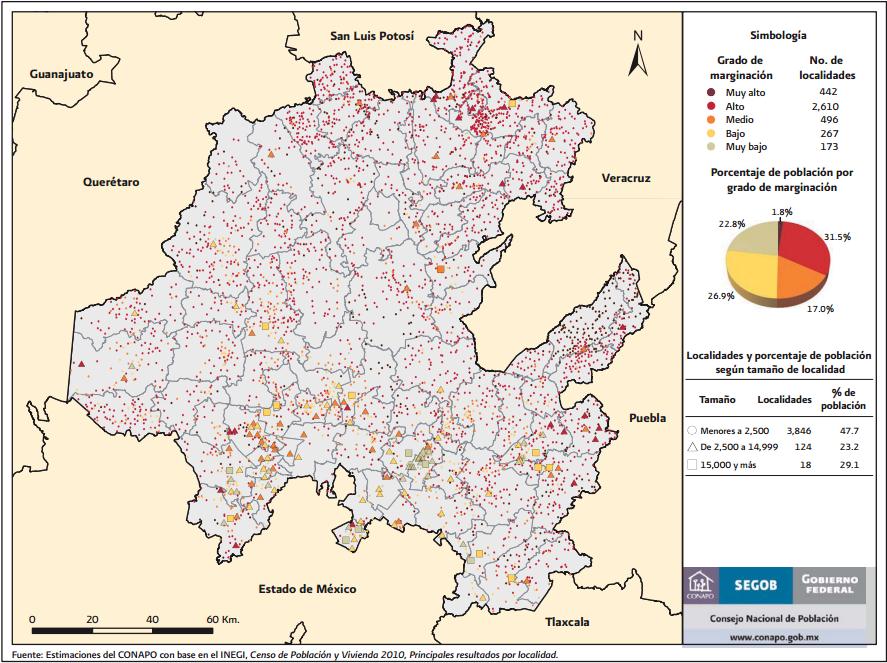 San Luis Potosí
Guanajuato
Querétaro
Veracruz
Puebla
Estado de México
Tlaxcala
N
0 20 40 60 Km.
Simbología
Grado de marginación
No. de localidades
Muy alto 442
Alto 2,610
Medio 496
Bajo 267
Muy bajo 173
Porcentaje de población por
grado de marginación
1.8%
22.8%
31.5%
26.9%
17.0%
Localidades y porcentaje de población
según tamaño de localidad
Tamaño Localidades % de población
Menores a 2,500 3,846 47.7
De 2,500 a 14,999 124 23.2
15,000 y más 18 29.1
CONAPO
SEGOB
GOBIERNO
FEDERAL
Consejo Nacional de Población
www.conapo.gob.mx
Fuente: Estimaciones del CONAPO con base en el INEGI, Censo de Población y Vivienda 2010, Principales resultados por localidad.